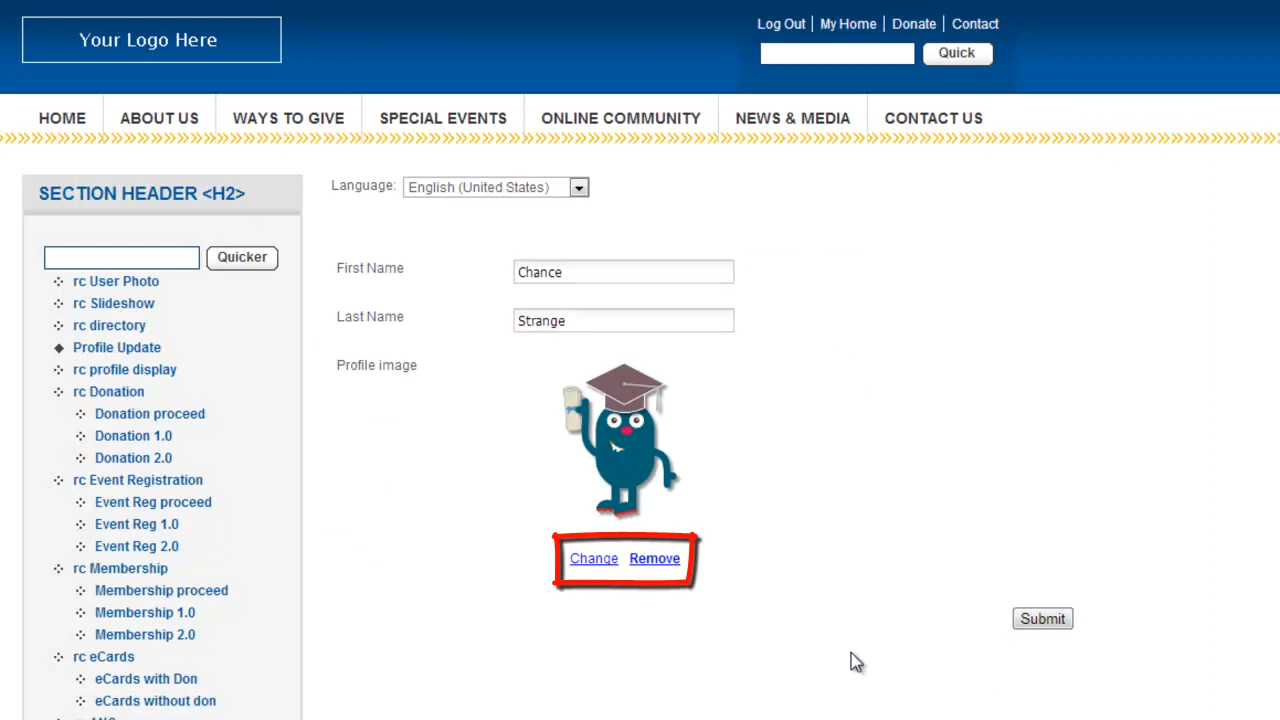 Your Logo Here
Log Out My Home Donate Contact
Quick
HOME ABOUT US WAYS TO GIVE SPECIAL EVENTS ONLINE COMMUNITY NEWS & MEDIA CONTACT US
SECTION HEADER <H2>
Quicker
rc User Photo
rc Slideshow
rc directory
Profile Update
rc profile display
rc Donation
Donation proceed
Donation 1.0
Donation 2.0
rc Event Registration
Event Reg proceed
Event Reg 1.0
Event Reg 2.0
rc Membership
Membership proceed
Membership 1.0
Membership 2.0
rc eCards
eCards with Don
eCards without don
Language: English (United States)
First Name Chance
Last Name Strange
Profile image
Change Remove
Submit